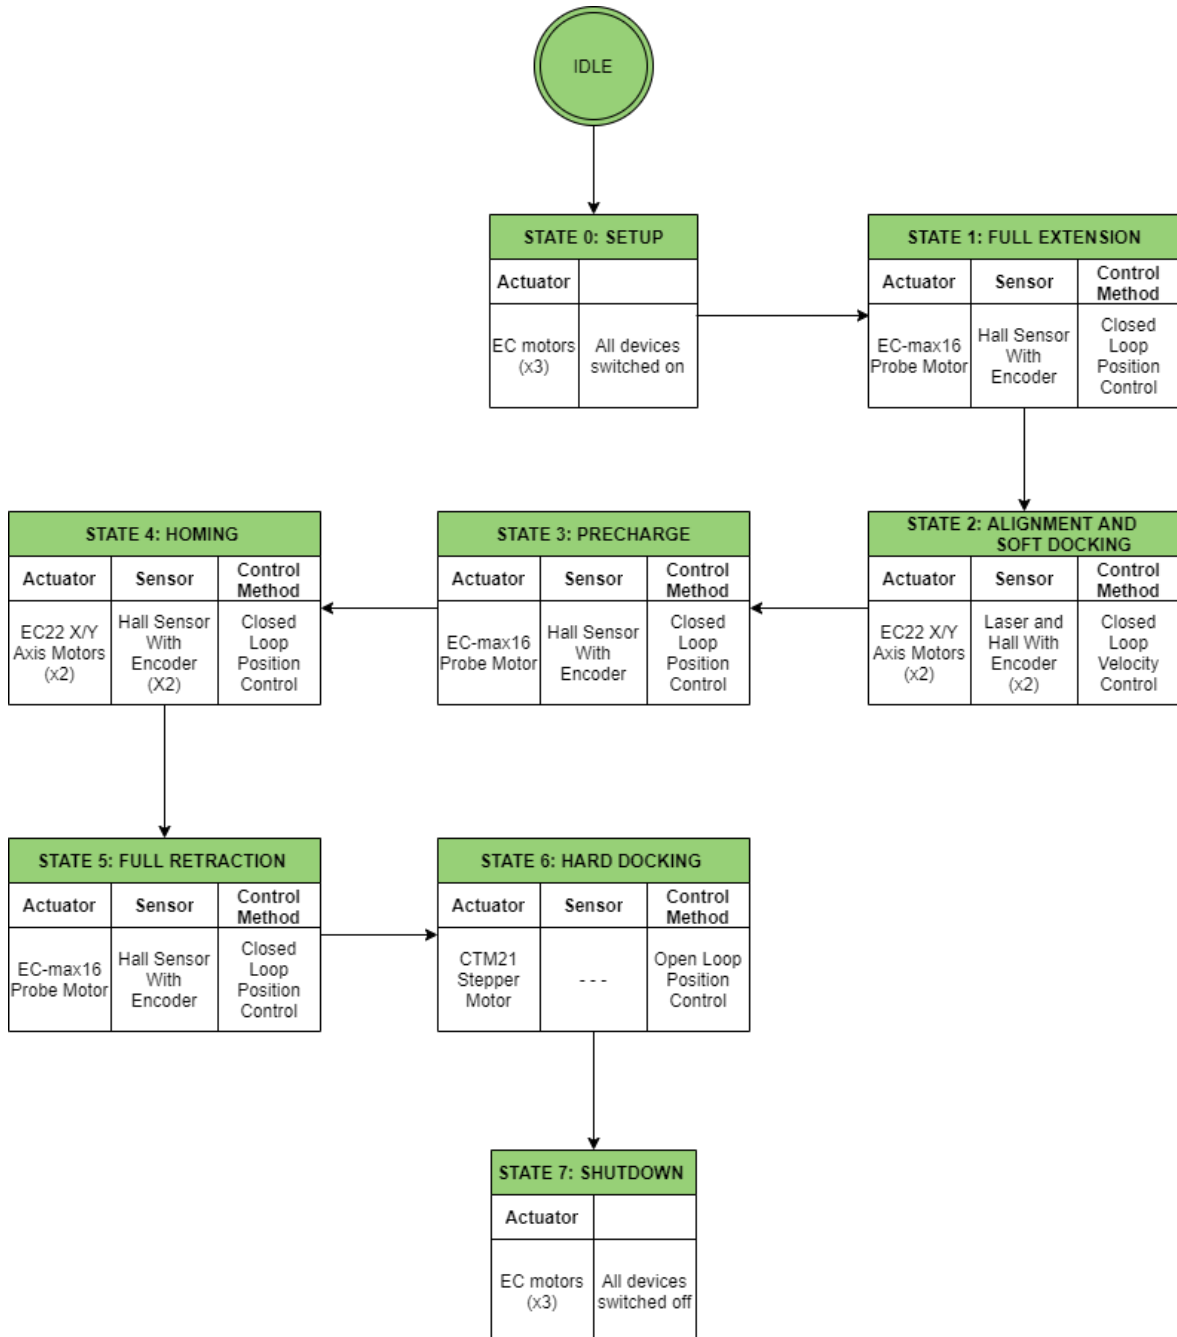 IDLE
STATE 0: SETUP
Actuator
EC motors
(x3)
All devices
switched on
STATE 1: FULL EXTENSION
Actuator
Sensor
Control
Method
EC-max16
Probe Motor
Hall Sensor
With
Encoder
Closed
Loop
Position
Control
STATE 2: ALIGNMENT AND
SOFT DOCKING
Actuator
Sensor
Control
Method
EC22 X/Y
Axis Motors
(x2)
Laser and
Hall With
Encoder
(x2)
Closed
Loop
Velocity
Control
STATE 3: PRECHARGE
Actuator
Sensor
Control
Method
EC-max16
Probe Motor
Hall Sensor
With
Encoder
Closed
Loop
Position
Control
STATE 4: HOMING
Actuator
Sensor
Control
Method
EC22 X/Y
Axis Motors
(x2)
Hall Sensor
With
Encoder
(X2)
Closed
Loop
Position
Control
STATE 5: FULL RETRACTION
Actuator
Sensor
Control
Method
EC-max16
Probe Motor
Hall Sensor
With
Encoder
Closed
Loop
Position
Control
STATE 6: HARD DOCKING
Actuator
Sensor
Control
Method
CTM21
Stepper
Motor
- - -
Open Loop
Position
Control
STATE 7: SHUTDOWN
Actuator
EC motors
(x3)
All devices
switched off